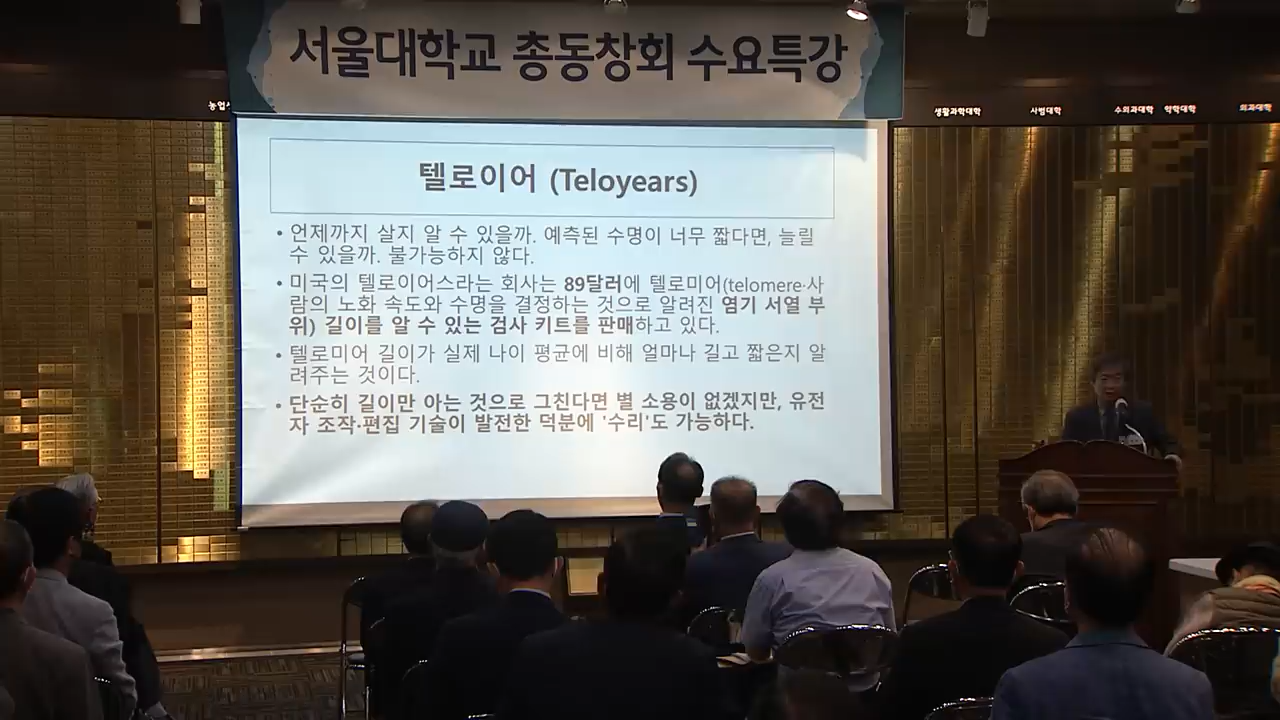 서울대학교 총동창회 수요특강
생활과학대학
사범대학
수의과대학
약학대학
치과대학
텔로이어 (Teloyears)
• 언제까지 살지 알 수 있을까. 예측된 수명이 너무 짧다면, 늘릴
수 있을까. 불가능하지 않다.
• 미국의 텔로이어스라는 회사는 89달러에 텔로미어(telomere·사
람의 노화 속도와 수명을 결정하는 것으로 알려진 염기 서열 부
위) 길이를 알 수 있는 검사 키트를 판매하고 있다.
• 텔로미어 길이가 실제 나이 평균에 비해 얼마나 길고 짧은지 알
려주는 것이다.
• 단순히 길이만 아는 것으로 그친다면 별 소용이 없겠지만, 유전
자 조작·편집 기술이 발전한 덕분에 '수리'도 가능하다.